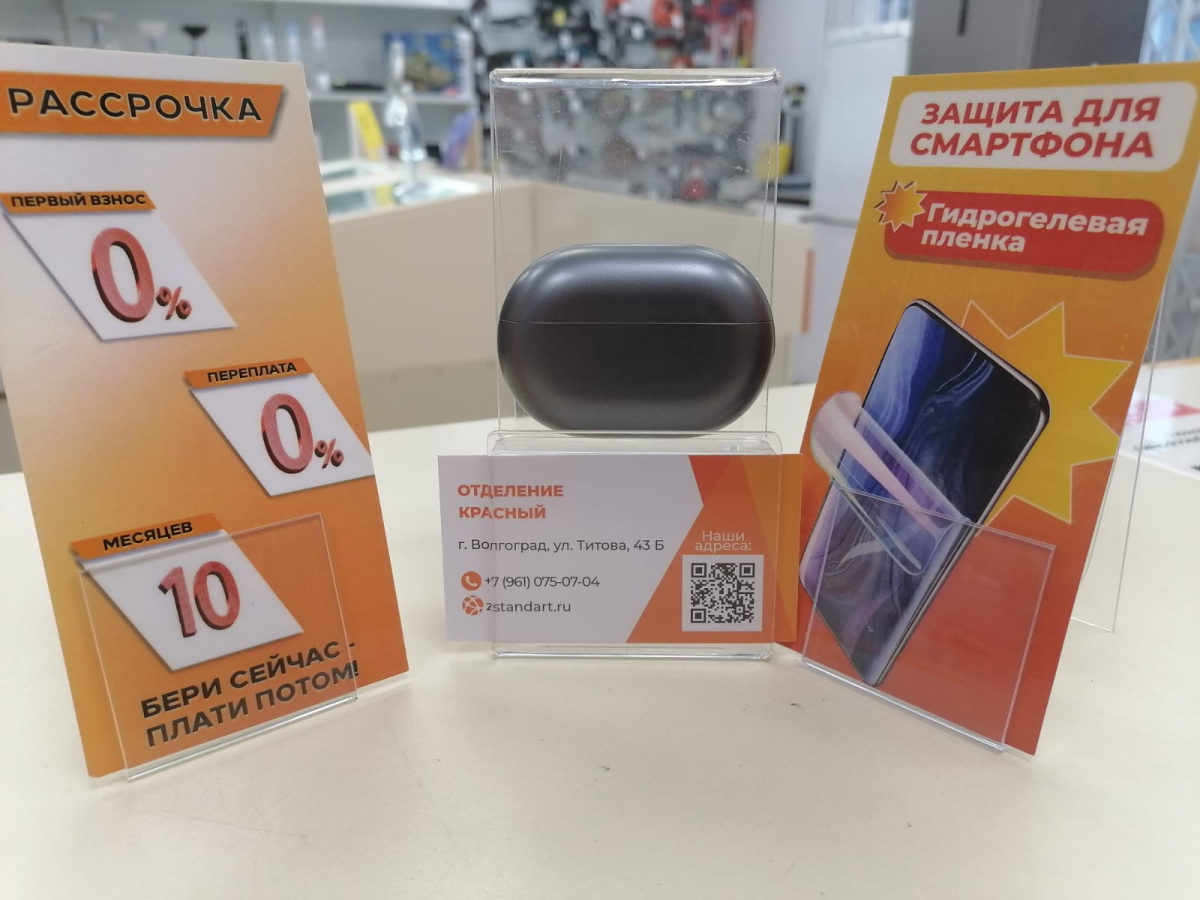 РАССРОЧКА
ПЕРВЫЙ ВЗНОС
0%
ПЕРЕПЛАТА
0%
МЕСЯЦЕВ
10
БЕРИ СЕЙЧАС -
ПЛАТИ ПОТОМ!
ОТДЕЛЕНИЕ
КРАСНЫЙ
г. Волгоград, ул. Титова, 43 Б
+7 (961) 075-07-04
zstandart.ru
Наши
адреса:
ЗАЩИТА ДЛЯ
СМАРТФОНА
Гидрогелевая
пленка